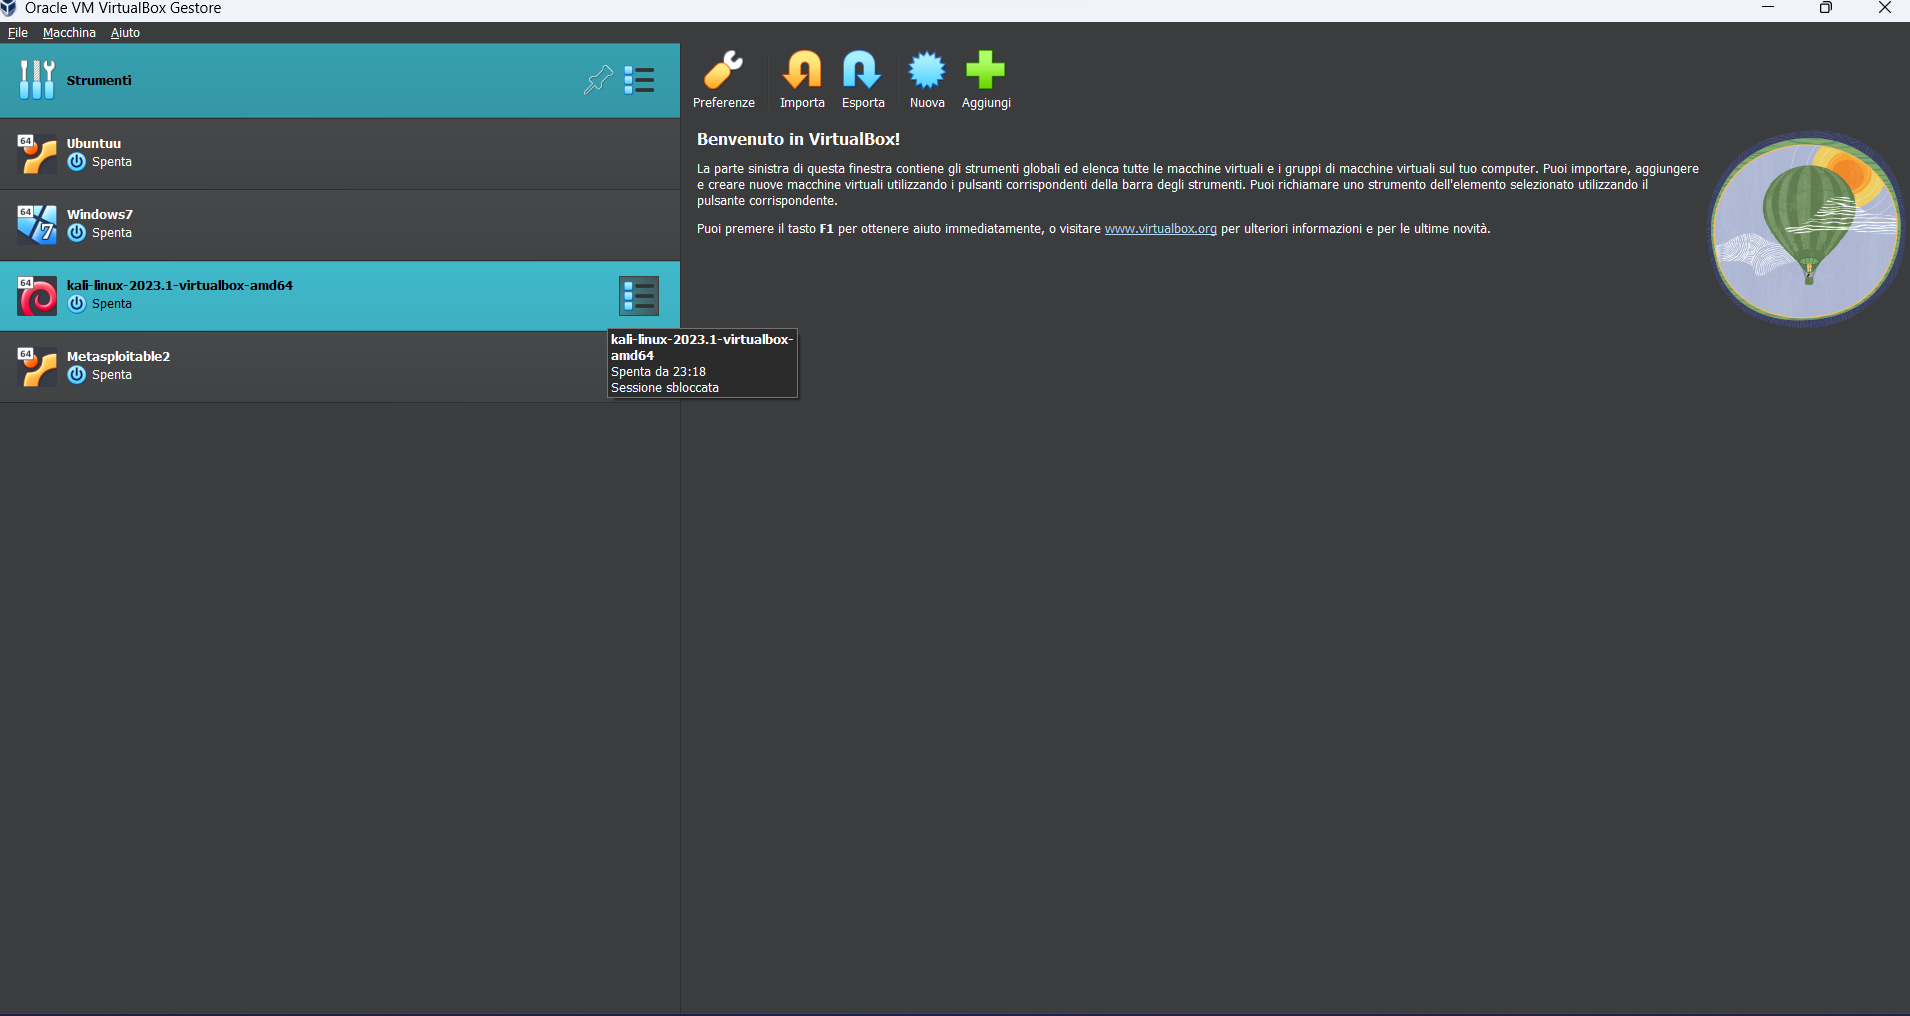 Oracle VM VirtualBox Gestore
File Macchina Aiuto
Strumenti
64
Ubuntuu
Spenta
64
7
Windows7
Spenta
64
kali-linux-2023.1-virtualbox-amd64
Spenta
64
Metasploitable2
Spenta
kali-linux-2023.1-virtualbox-
amd64
Spenta da 23:18
Sessione sbloccata
Preferenze Importa Esporta Nuova Aggiungi
Benvenuto in VirtualBox!
La parte sinistra di questa finestra contiene gli strumenti globali ed elenca tutte le macchine virtuali e i gruppi di macchine virtuali sul tuo computer. Puoi importare, aggiungere
e creare nuove macchine virtuali utilizzando i pulsanti corrispondenti della barra degli strumenti. Puoi richiamare uno strumento dell'elemento selezionato utilizzando il
pulsante corrispondente.
Puoi premere il tasto F1 per ottenere aiuto immediatamente, o visitare www.virtualbox.org per ulteriori informazioni e per le ultime novità.